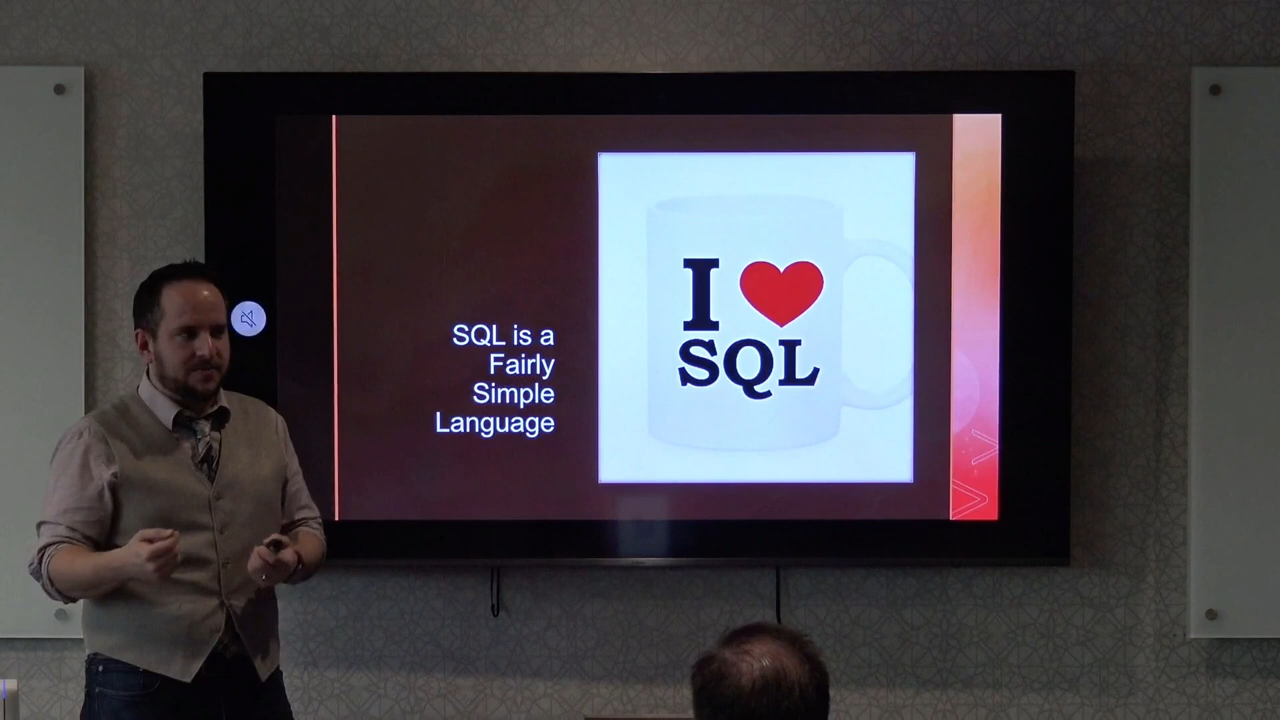 SQL is a
Fairly
Simple
Language
I ❤
SQL